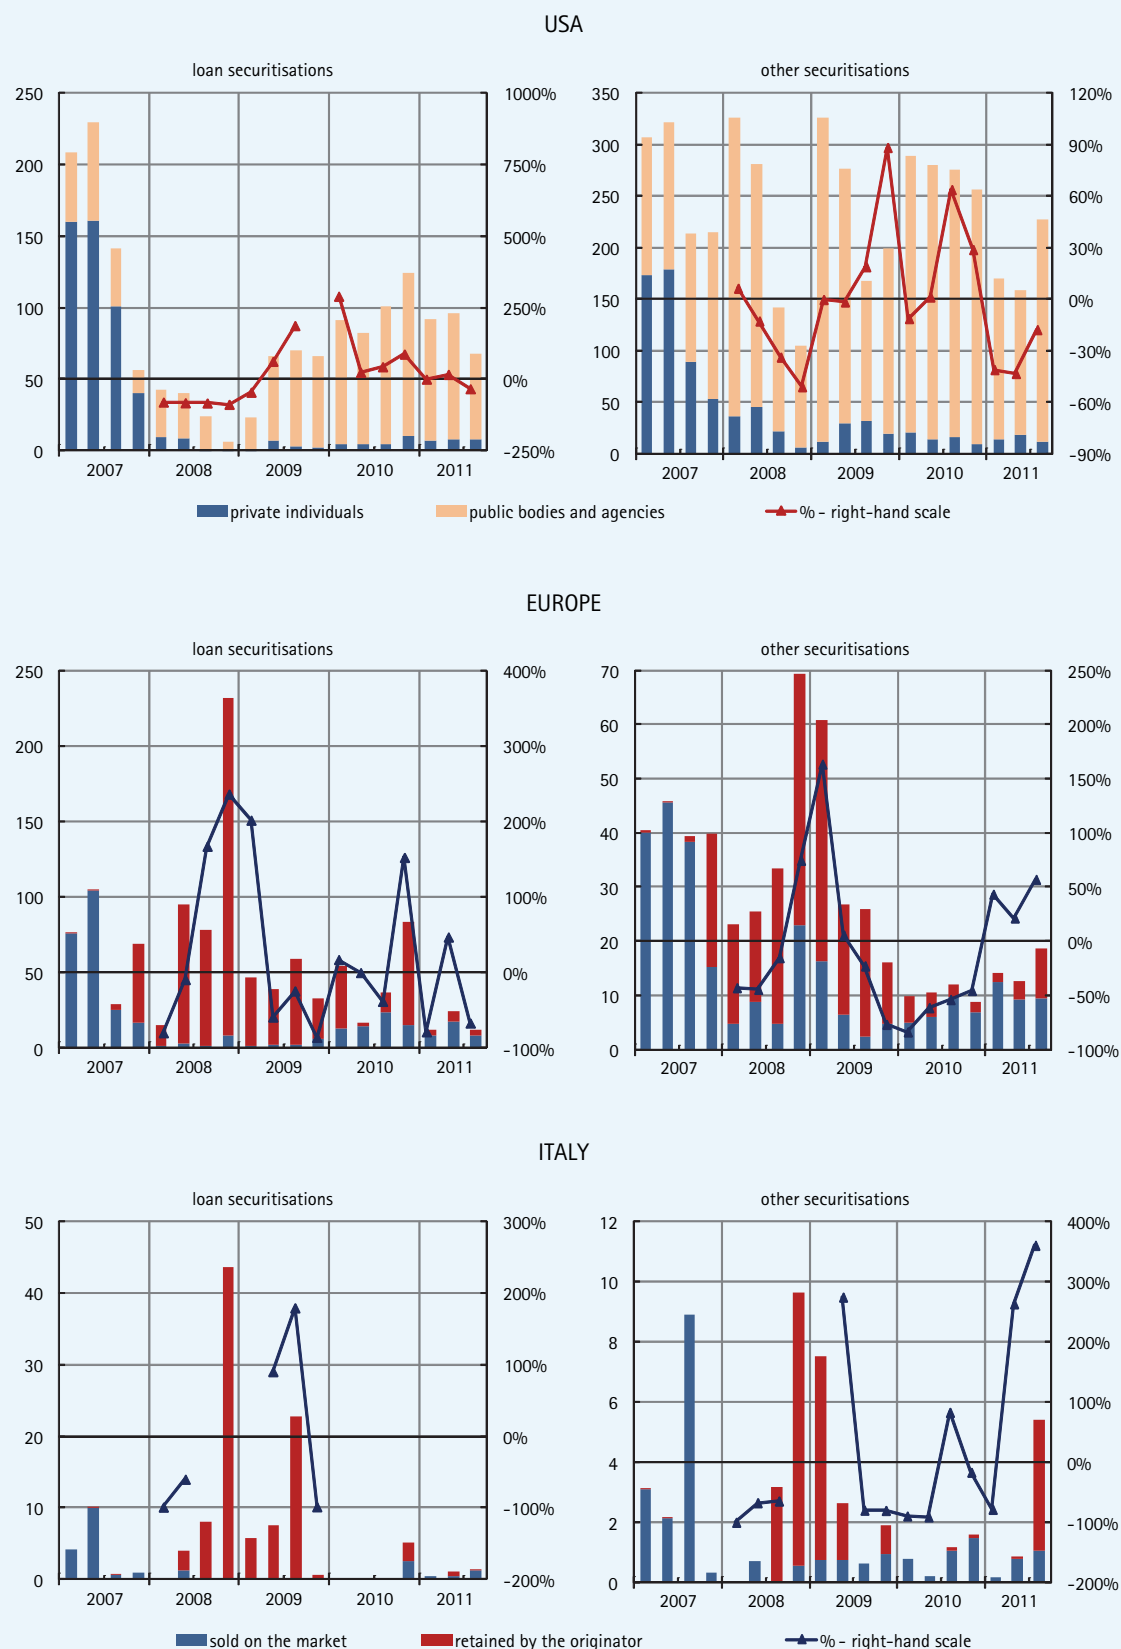 USA
loan securitisations
other securitisations
250 1000% 350 120%
300 90%
200 750%
250 60%
150 500% 200 30%
150 0%
100 250%
100 -30%
50 0%
50 -60%
0 -250% 0 -90%
2007 2008 2009 2010 2011 2007 2008 2009 2010 2011
private individuals public bodies and agencies % - right-hand scale
EUROPE
loan securitisations
other securitisations
250 400% 70 250%
60 200%
200 300%
50 150%
150 200%
40 100%
100 100% 30 50%
20 0%
50 0%
10 -50%
0 -100% 0 -100%
2007 2008 2009 2010 2011 2007 2008 2009 2010 2011
ITALY
loan securitisations
other securitisations
50 300% 12 400%
10 300%
40 200%
8 200%
30 100%
6 100%
20 0%
4 0%
10 -100% 2 -100%
0 -200% 0 -200%
2007 2008 2009 2010 2011 2007 2008 2009 2010 2011
sold on the market retained by the originator % - right-hand scale